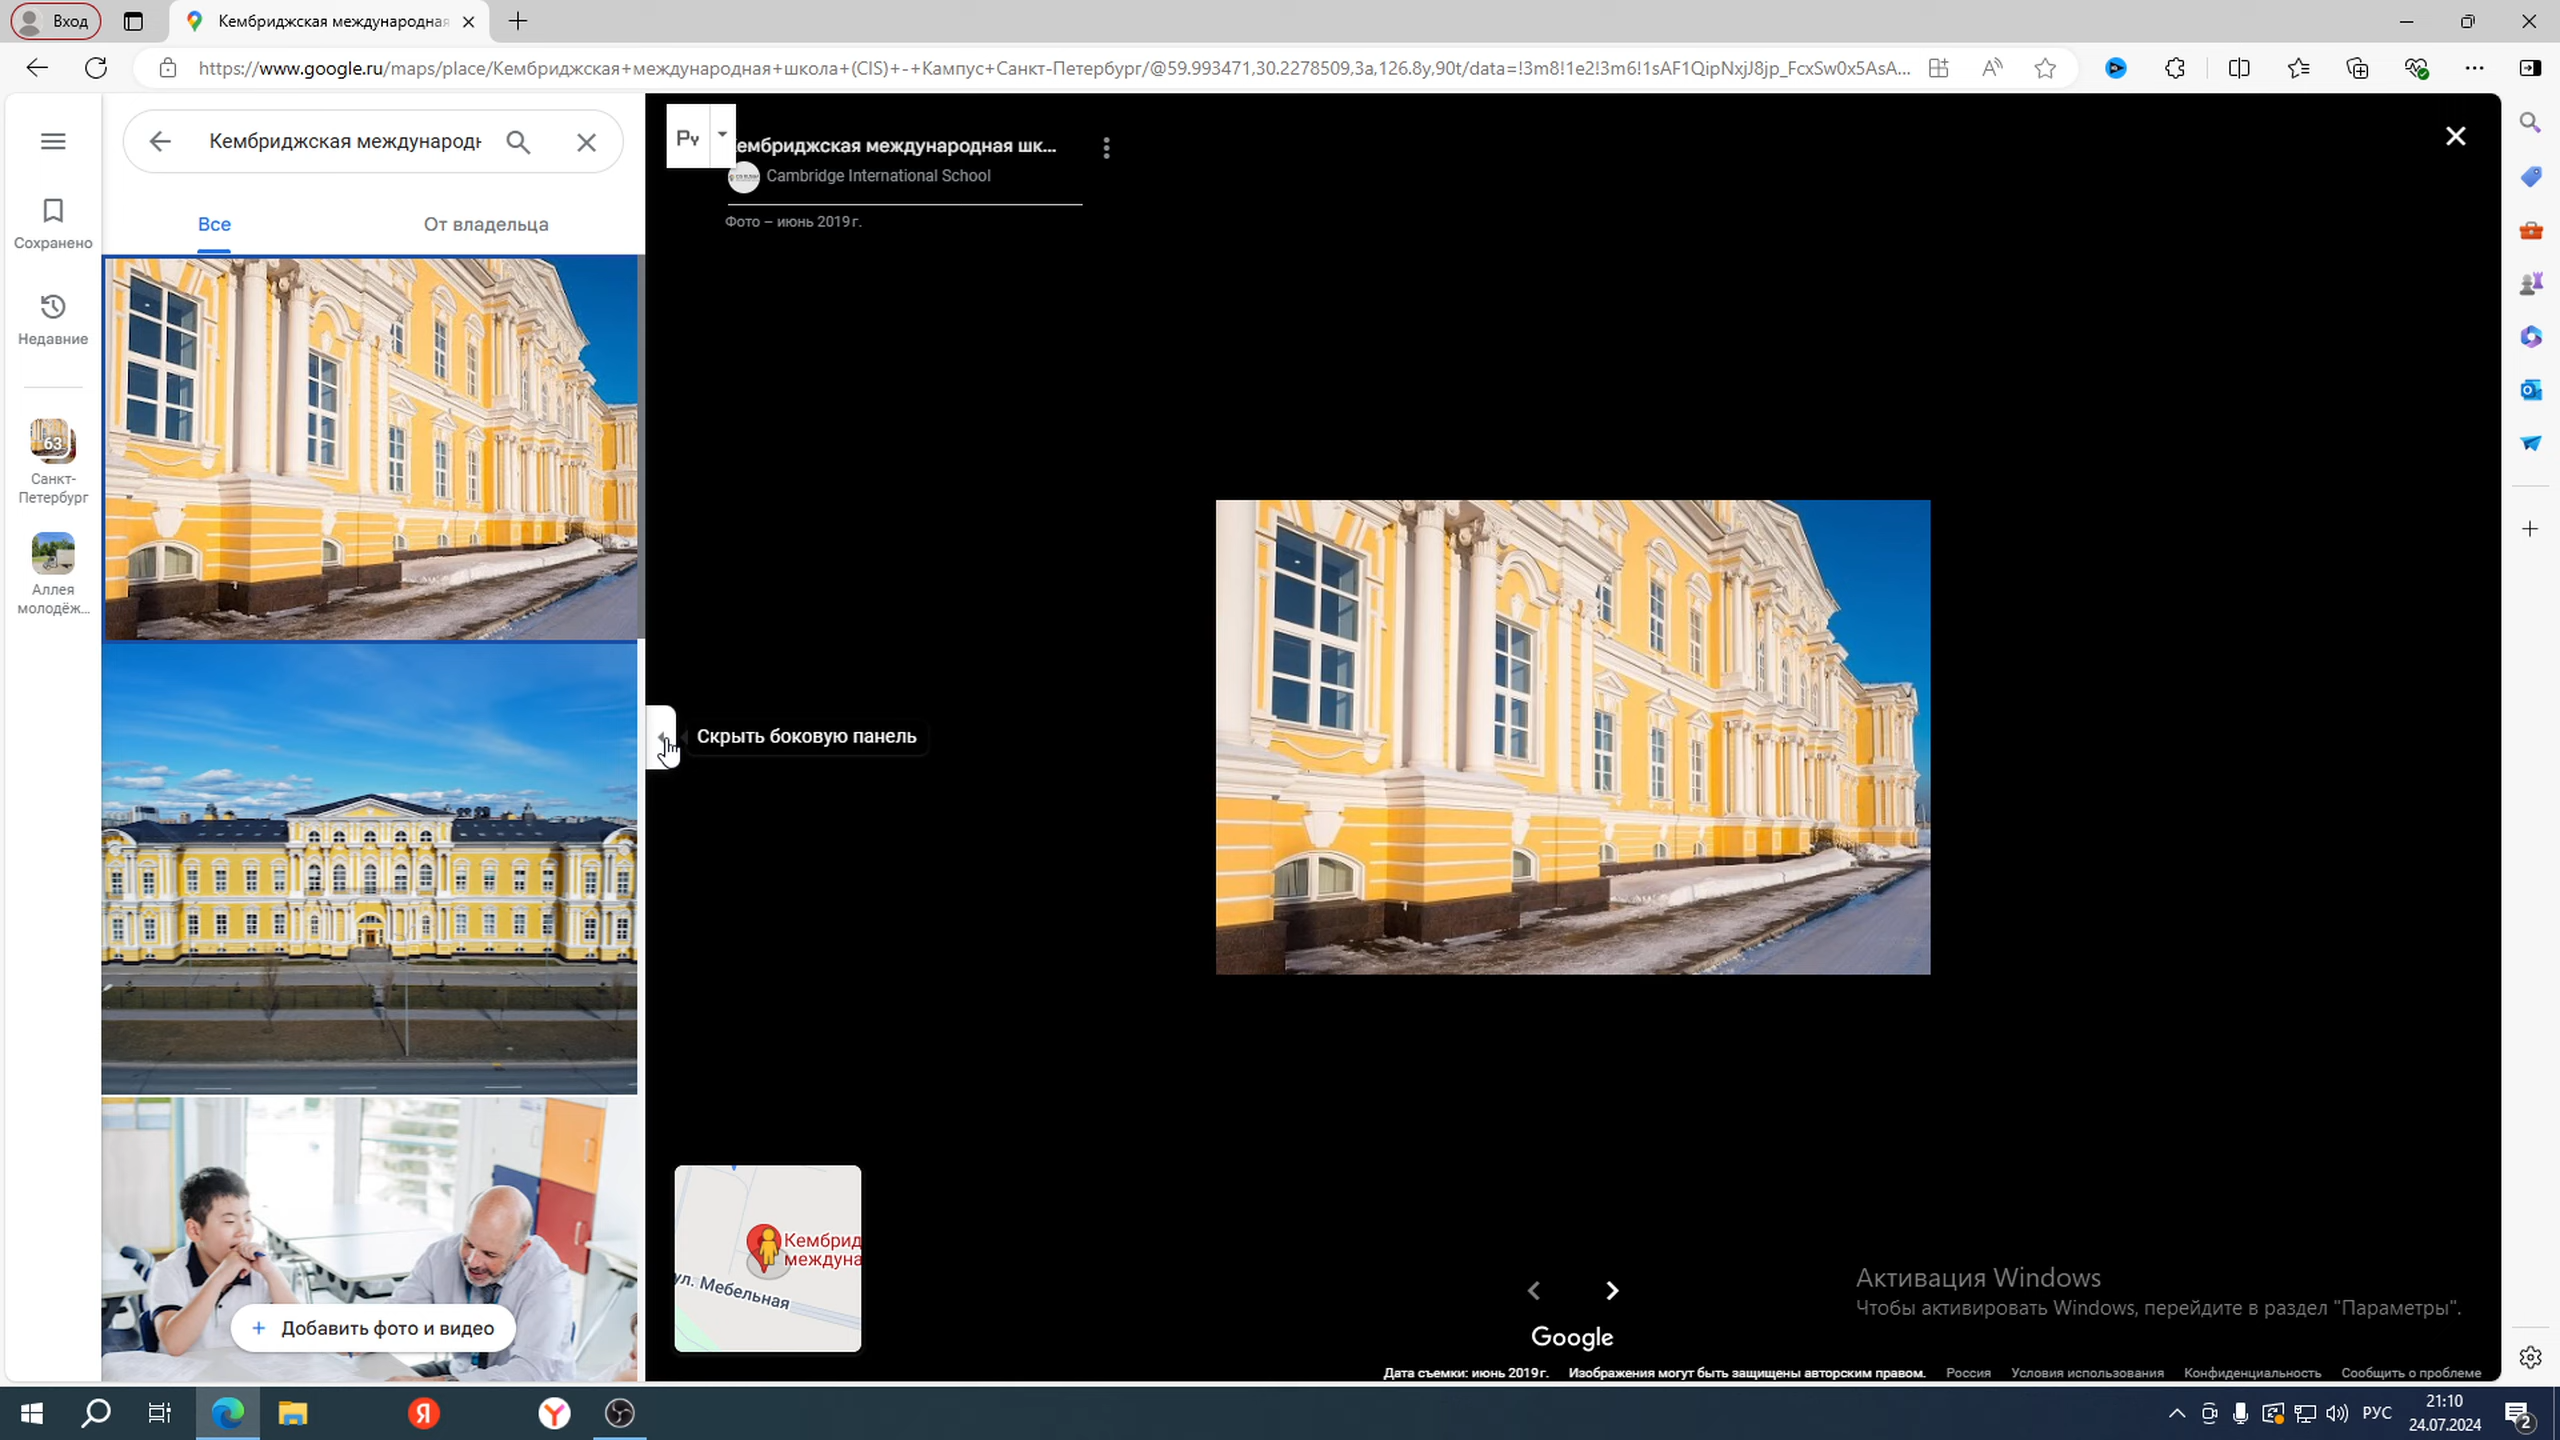 Вход
Кембриджская международная
https://www.google.ru/maps/place/Кембриджская+международная+школа+(CIS)+-+Кампус+Санкт-Петербург/@59.993471,30.2278509,3a,126.8y,90t/data=!3m8!1e2!3m6!1sAF1QipNxjJ8jp_FcxSw0x5AsA...
Кембриджская международн
Все
От владельца
Сохранено
Недавние
63
Санкт-
Петербург
Аллея
молодёж...
Ру
ембриджская международная шк...
Cambridge International School
Фото – июнь 2019 г.
Скрыть боковую панель
Кембрид
междуна
ул. Мебельная
Добавить фото и видео
Google
Активация Windows
Чтобы активировать Windows, перейдите в раздел "Параметры".
Дата съемки: июнь 2019 г. Изображения могут быть защищены авторским правом. Россия Условия использования Конфиденциальность Сообщить о проблеме
Я
Y
РУС
21:10
24.07.2024
2